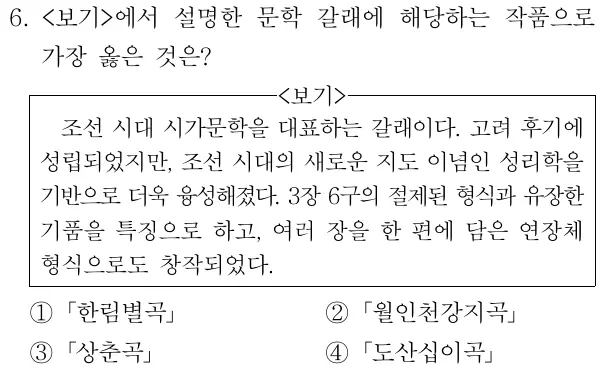 6. <보기>에서 설명한 문학 갈래에 해당하는 작품으로
가장 옳은 것은?
<보기>
조선 시대 시가문학을 대표하는 갈래이다. 고려 후기에
성립되었지만, 조선 시대의 새로운 지도 이념인 성리학을
기반으로 더욱 융성해졌다. 3장 6구의 절제된 형식과 유장한
기품을 특징으로 하고, 여러 장을 한 편에 담은 연장체
형식으로도 창작되었다.
① 「한림별곡」 ② 「월인천강지곡」
③ 「상춘곡」 ④ 「도산십이곡」